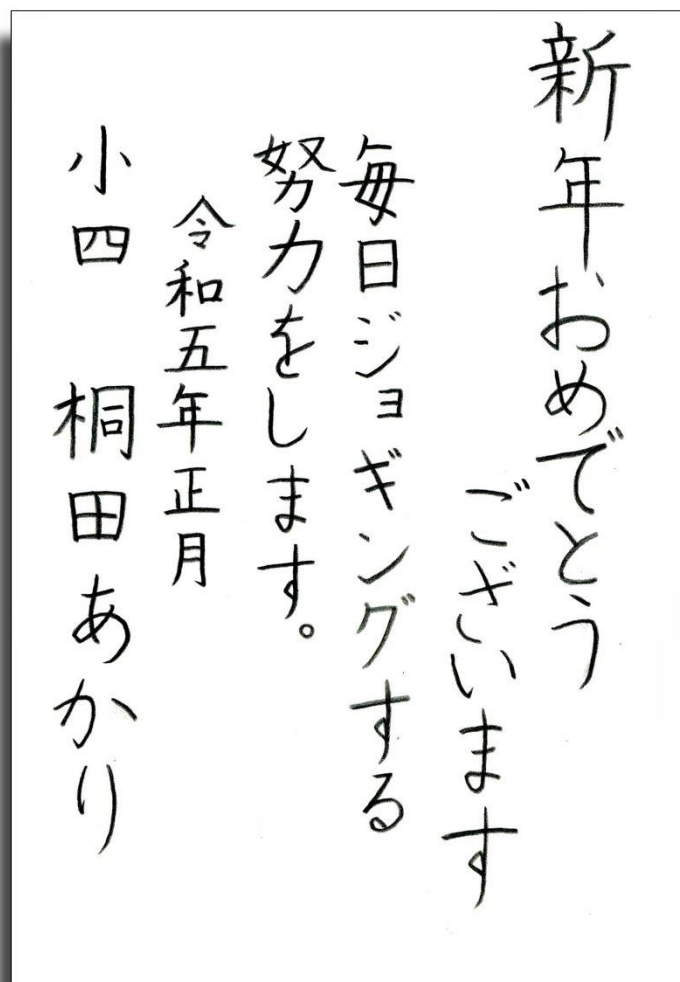 新年おめでとう
ございます
毎日ジョギングする
努力をします。
令和五年正月
小四 桐田あかり